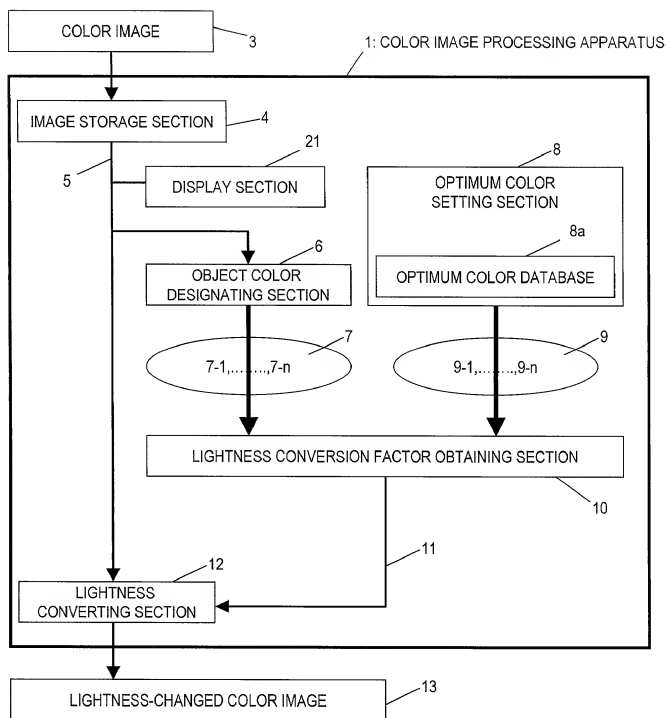 COLOR IMAGE
3
1: COLOR IMAGE PROCESSING APPARATUS
IMAGE STORAGE SECTION
4
5
21
DISPLAY SECTION
8
OPTIMUM COLOR
SETTING SECTION
8a
OPTIMUM COLOR DATABASE
6
OBJECT COLOR
DESIGNATING SECTION
7
7-1,........,7-n
9
9-1,........,9-n
LIGHTNESS CONVERSION FACTOR OBTAINING SECTION
10
11
12
LIGHTNESS
CONVERTING SECTION
LIGHTNESS-CHANGED COLOR IMAGE
13